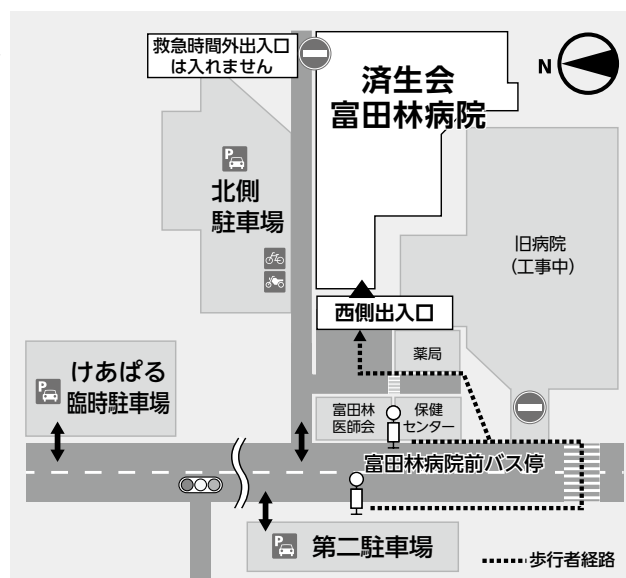 救急時間外出入口
は入れません
済生会
富田林病院
N
P
北側
駐車場
旧病院
(工事中)
西側出入口
薬局
P
けあぱる
臨時駐車場
富田林
医師会
保健
センター
富田林病院前バス停
P
第二駐車場
歩行者経路